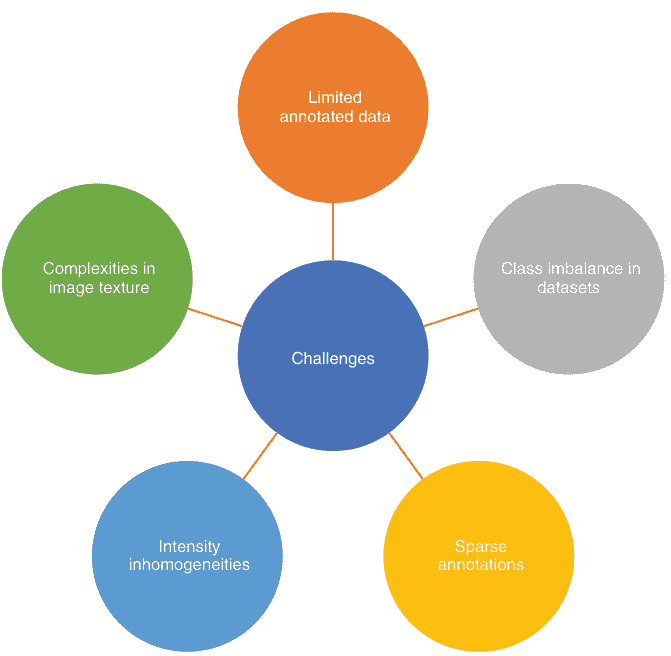 Limited
annotated data
Complexities in
image texture
Class imbalance in
datasets
Challenges
Intensity
inhomogeneities
Sparse
annotations